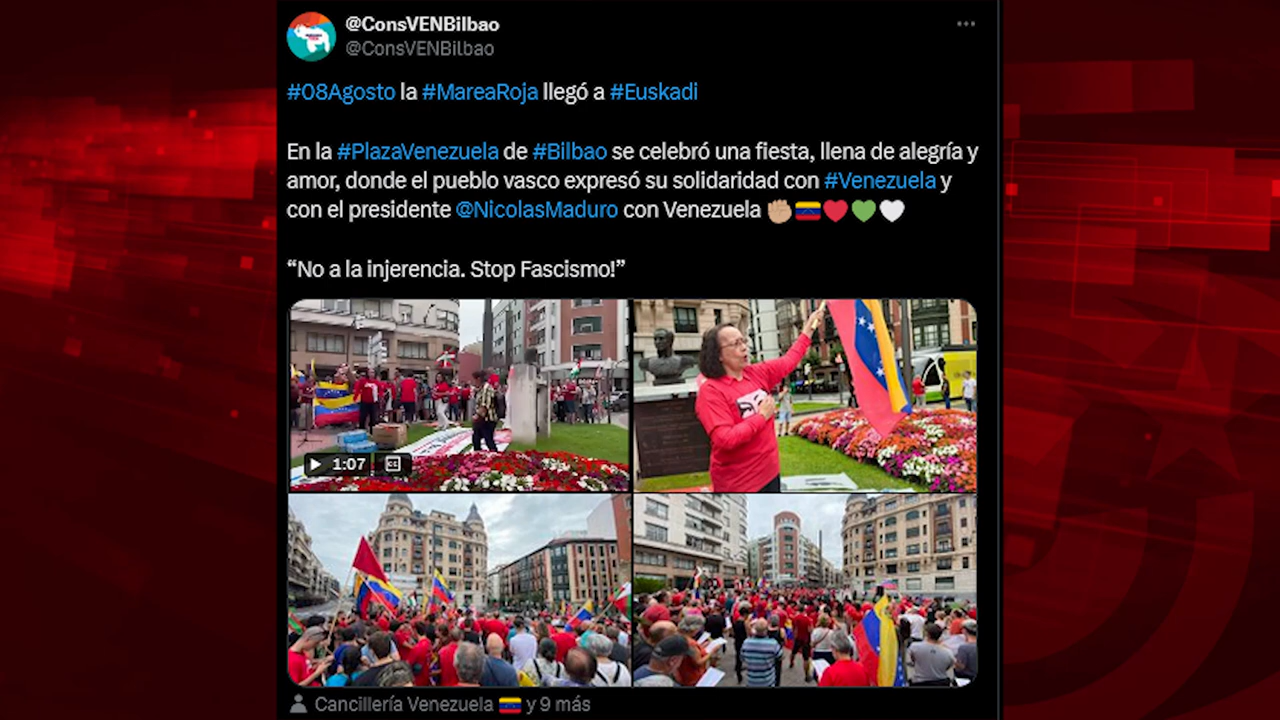 @ConsVENBilbao
@ConsVENBilbao
#08Agosto la #MareaRoja llegó a #Euskadi
En la #PlazaVenezuela de #Bilbao se celebró una fiesta, llena de alegría y
amor, donde el pueblo vasco expresó su solidaridad con #Venezuela y
con el presidente @NicolasMaduro con Venezuela ✊🏼🇻🇪❤️💚🤍
“No a la injerencia. Stop Fascismo!”
1:07
CC
Cancillería Venezuela 🇻🇪 y 9 más